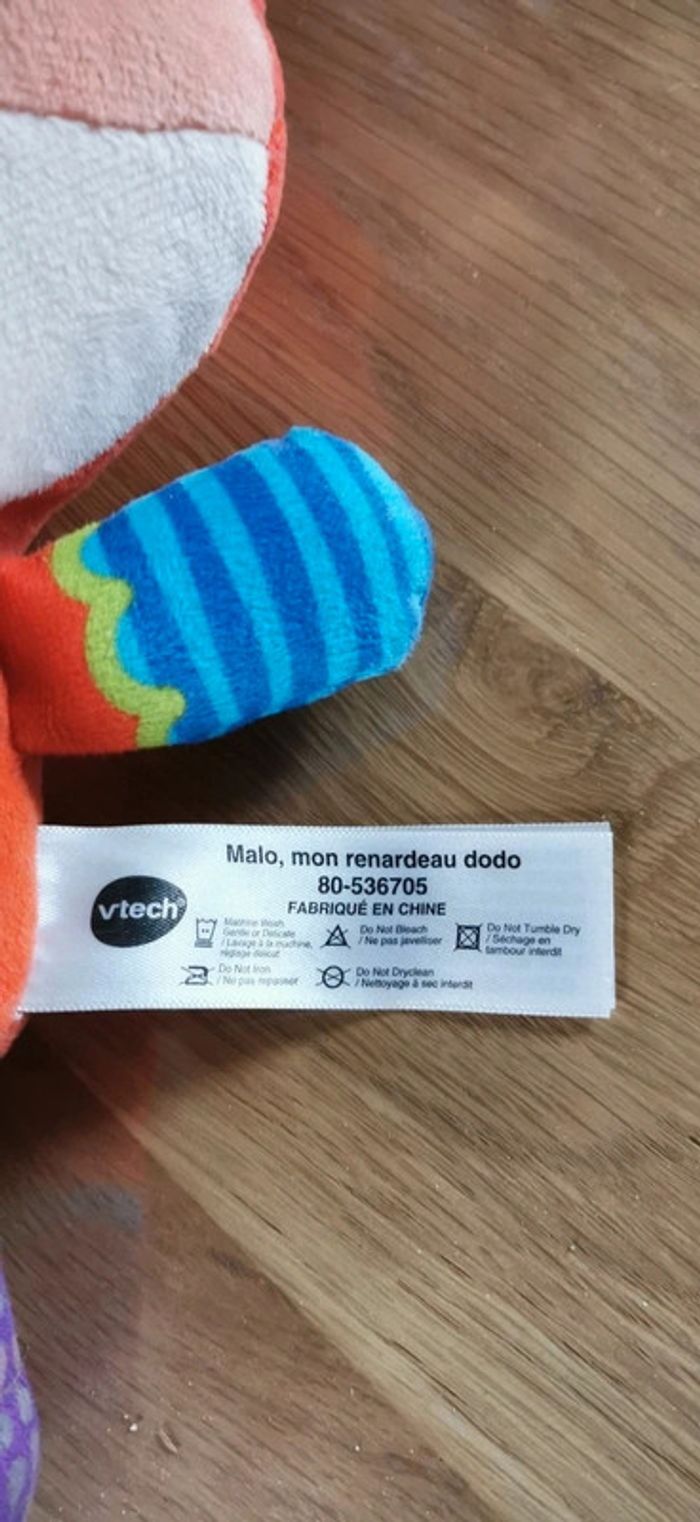 Malo, mon renardeau dodo
80-536705
vtech®
FABRIQUÉ EN CHINE
Machine Wash
Gentle or Delicate
/ Lavage à la machine,
réglage délicat
Do Not Bleach
/ Ne pas javelliser
Do Not Tumble Dry
/ Séchage en
tambour interdit
Do Not Iron
/ Ne pas repasser
Do Not Dryclean
/ Nettoyage à sec interdit